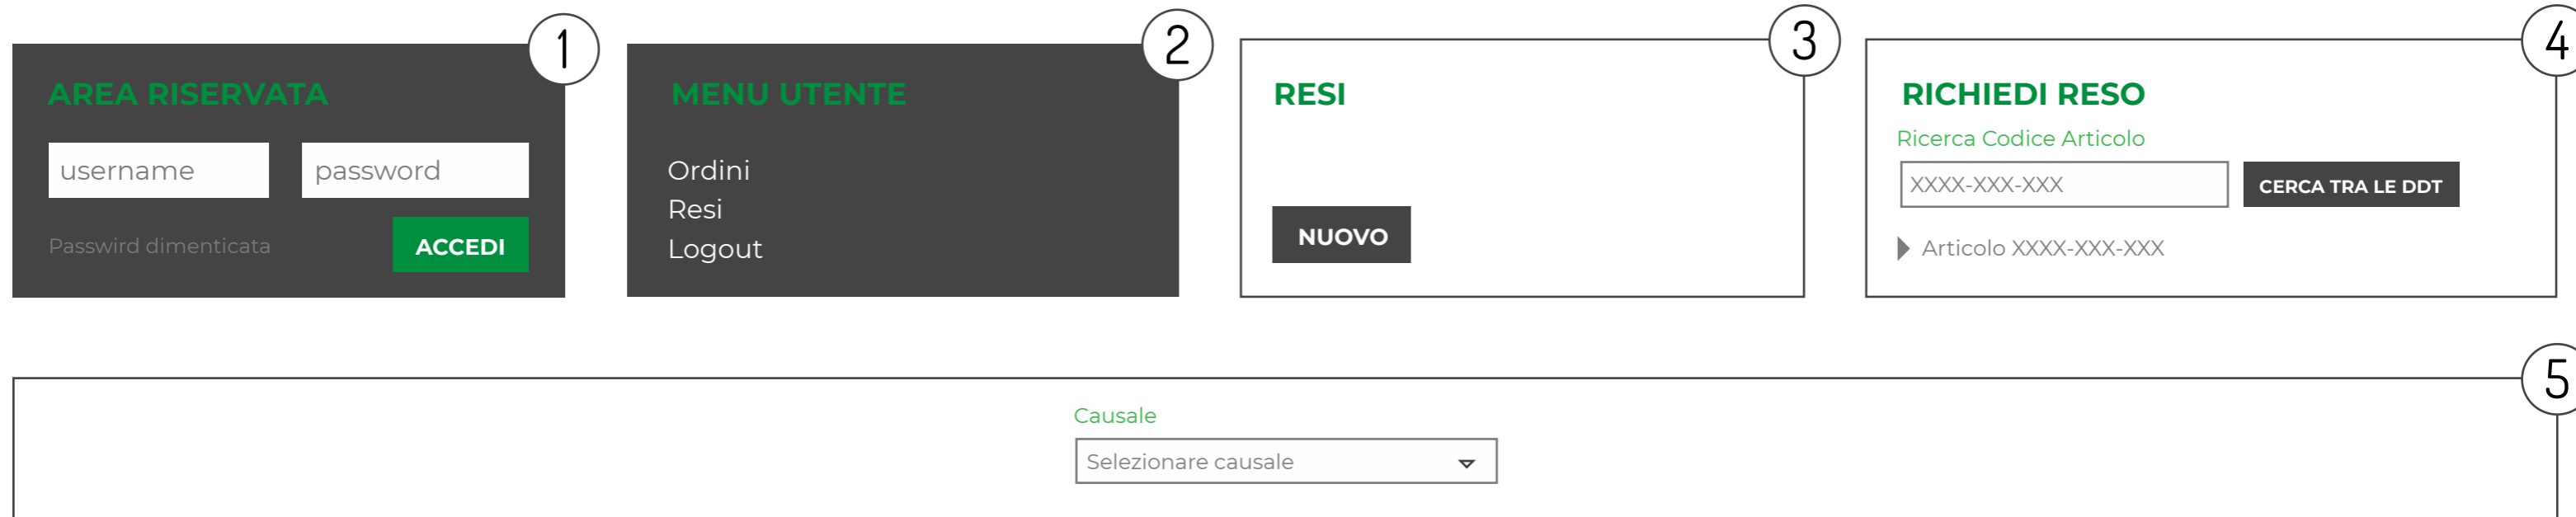 1
AREA RISERVATA
username
password
Passwird dimenticata
ACCEDI
2
MENU UTENTE
Ordini
Resi
Logout
3
RESI
NUOVO
4
RICHIEDI RESO
Ricerca Codice Articolo
XXXX-XXX-XXX
CERCA TRA LE DDT
Articolo XXXX-XXX-XXX
5
Causale
Selezionare causale